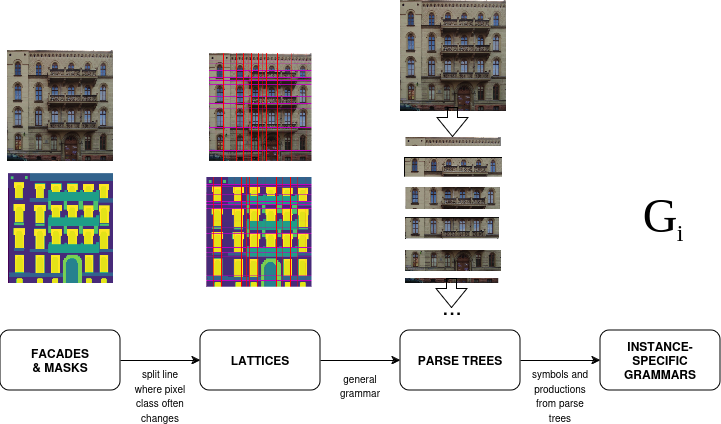 G
i
...
FACADES
& MASKS
LATTICES
PARSE TREES
INSTANCE-
SPECIFIC
GRAMMARS
split line
where pixel
class often
changes
general
grammar
symbols and
productions
from parse
trees